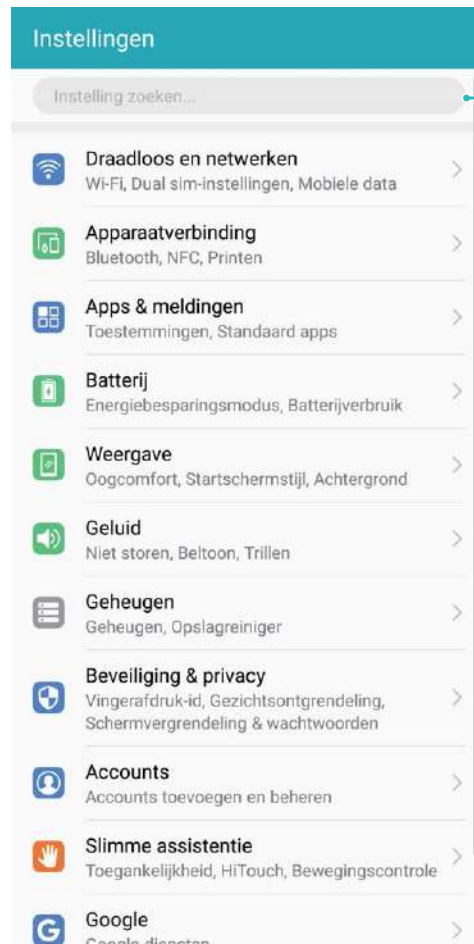 Instellingen
Instelling zoeken...
Draadloos en netwerken
Wi-Fi, Dual sim-instellingen, Mobiele data
Apparaatverbinding
Bluetooth, NFC, Printen
Apps & meldingen
Toestemmingen, Standaard apps
Batterij
Energiebesparingsmodus, Batterijverbruik
Weergave
Oogcomfort, Startschermstijl, Achtergrond
Geluid
Niet storen, Beltoon, Trillen
Geheugen
Geheugen, Opslagreiniger
Beveiliging & privacy
Vingerafdruk-id, Gezichtsontgrendeling,
Schermvergrendeling & wachtwoorden
Accounts
Accounts toevoegen en beheren
Slimme assistentie
Toegankelijkheid, HiTouch, Bewegingscontrole
Google
Google diensten